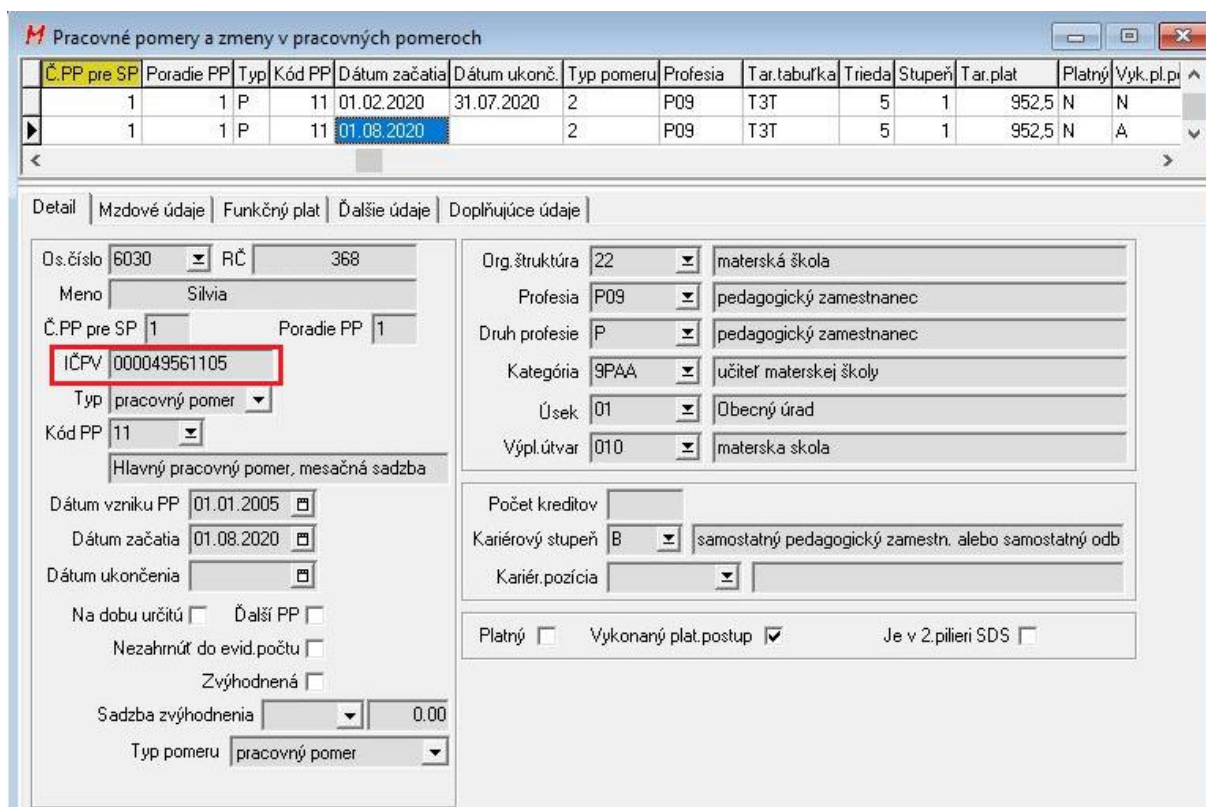 M Pracovné pomery a zmeny v pracovných pomeroch
Č.PP pre SP Poradie PP Typ Kód PP Dátum začatia Dátum ukonč. Typ pomeru Profesia Tar.tabuľka Trieda Stupeň Tar.plat Platný Vyk.pl.p
1 1 P 11 01.02.2020 31.07.2020 2 P09 T3T 5 1 952,5 N N
1 1 P 11 01.08.2020 2 P09 T3T 5 1 952,5 N A
Detail Mzdové údaje Funkčný plat Ďalšie údaje Doplňujúce údaje
Os.číslo 6030 RČ 368
Meno Silvia
Č.PP pre SP 1 Poradie PP 1
IČPV 000049561105
Typ pracovný pomer
Kód PP 11
Hlavný pracovný pomer, mesačná sadzba
Dátum vzniku PP 01.01.2005
Dátum začatia 01.08.2020
Dátum ukončenia
Na dobu určitú Ďalší PP
Nezahrnúť do evid.počtu
Zvýhodnená
Sadzba zvýhodnenia 0.00
Typ pomeru pracovný pomer
Org.štruktúra 22 materská škola
Profesia P09 pedagogický zamestnanec
Druh profesie P pedagogický zamestnanec
Kategória 9PAA učiteľ materskej školy
Úsek 01 Obecný úrad
Výpl.útvar 010 materska skola
Počet kreditov
Kariérový stupeň B samostatný pedagogický zamestn. alebo samostatný odb
Kariér.pozícia
Platný Vykonaný plat.postup Je v 2.pilieri SDS